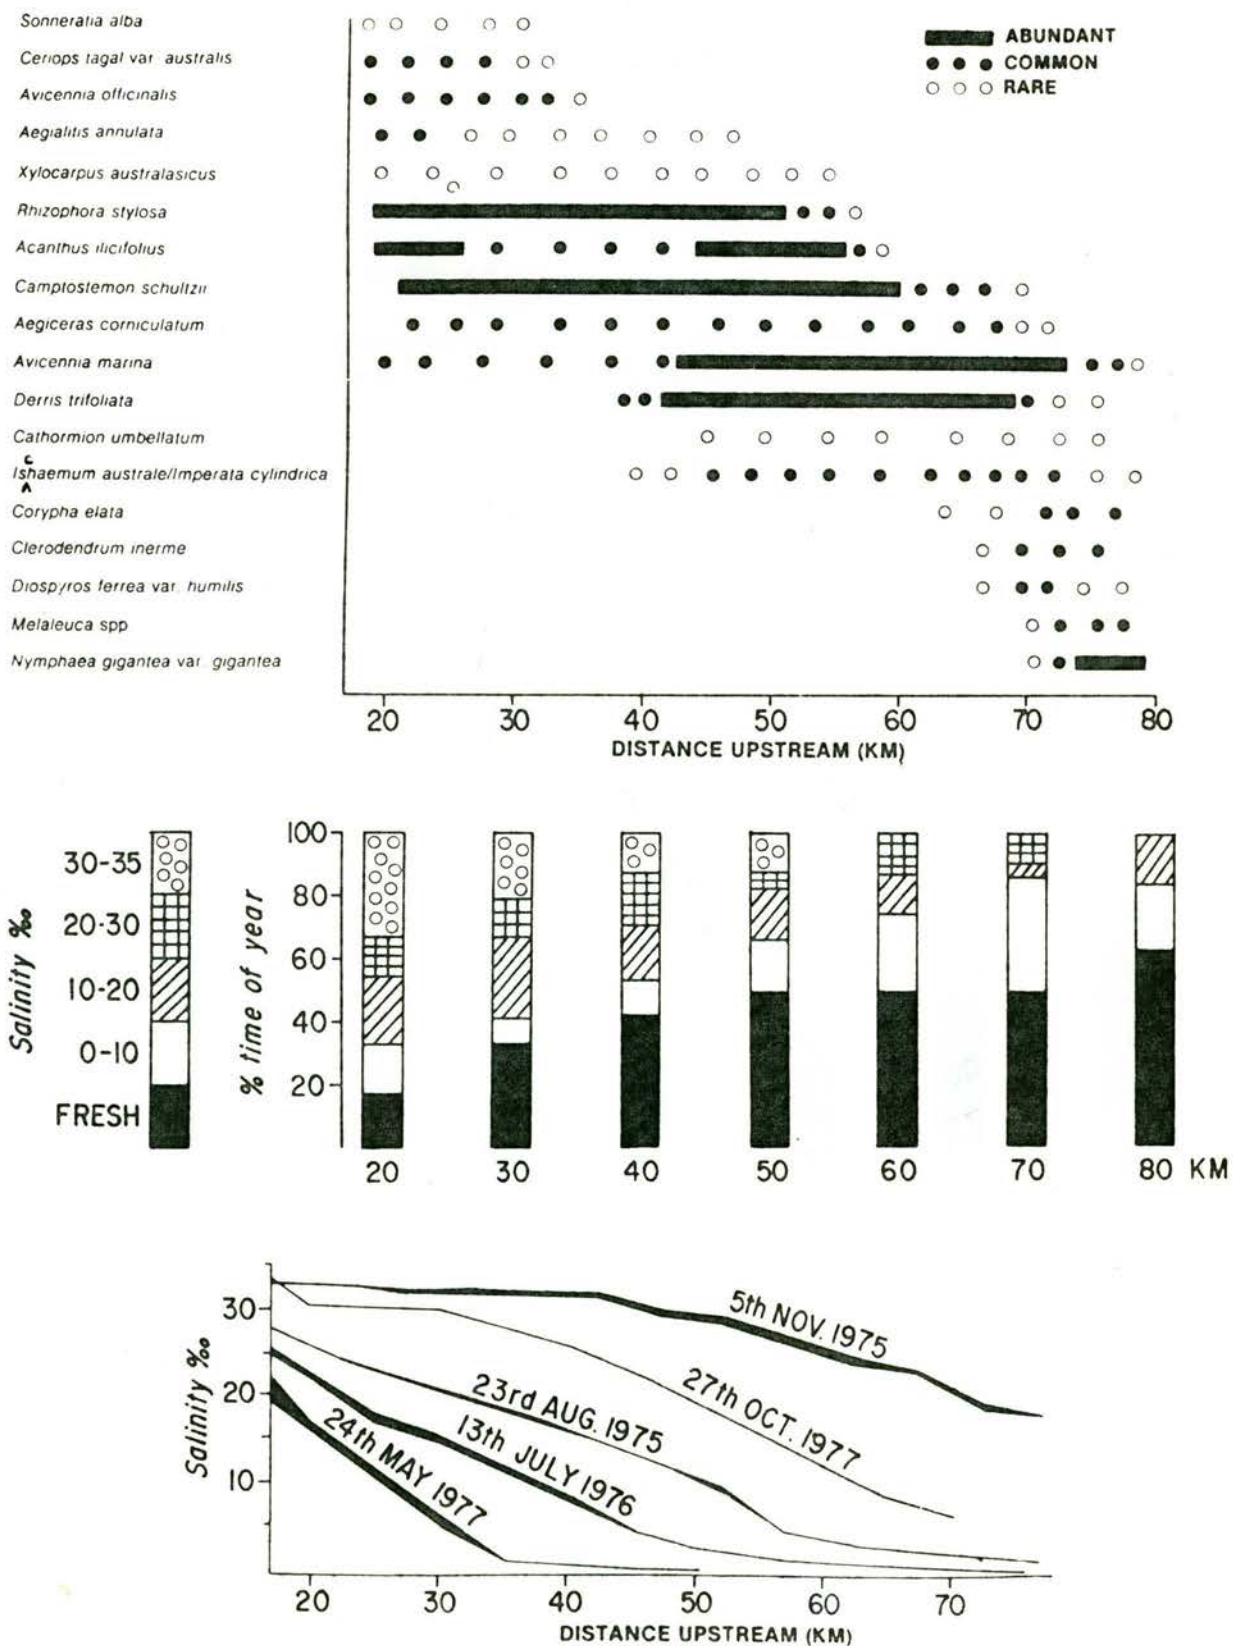 Sonneratia alba
Ceriops tagal var. australis
Avicennia officinalis
Aegialitis annulata
Xylocarpus australasicus
Rhizophora stylosa
Acanthus ilicifolius
Camptostemon schultzii
Aegiceras corniculatum
Avicennia marina
Derris trifoliata
Cathormion umbellatum
c
Ishaemum australe/Imperata cylindrica
Corypha elata
Clerodendrum inerme
Diospyros ferrea var. humilis
Melaleuca spp
Nymphaea gigantea var. gigantea
ABUNDANT
COMMON
RARE
20 30 40 50 60 70 80
DISTANCE UPSTREAM (KM)
Salinity ‰
30-35
20-30
10-20
0-10
FRESH
% time of year
100
80
60
40
20
20 30 40 50 60 70 80 KM
Salinity ‰
30
20
10
5th NOV. 1975
27th OCT. 1977
23rd AUG. 1975
13th JULY 1976
24th MAY 1977
20 30 40 50 60 70
DISTANCE UPSTREAM (KM)